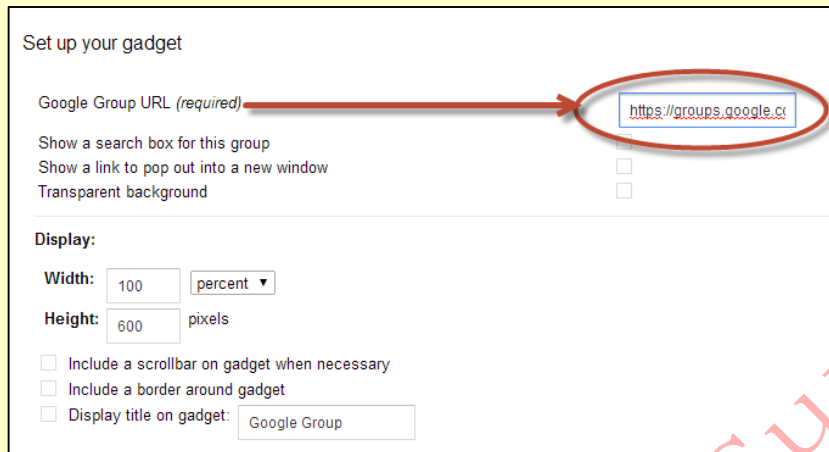 Set up your gadget
Google Group URL (required) https://groups.google.co
Show a search box for this group
Show a link to pop out into a new window
Transparent background
Display:
Width: 100 percent
Height: 600 pixels
Include a scrollbar on gadget when necessary
Include a border around gadget
Display title on gadget: Google Group